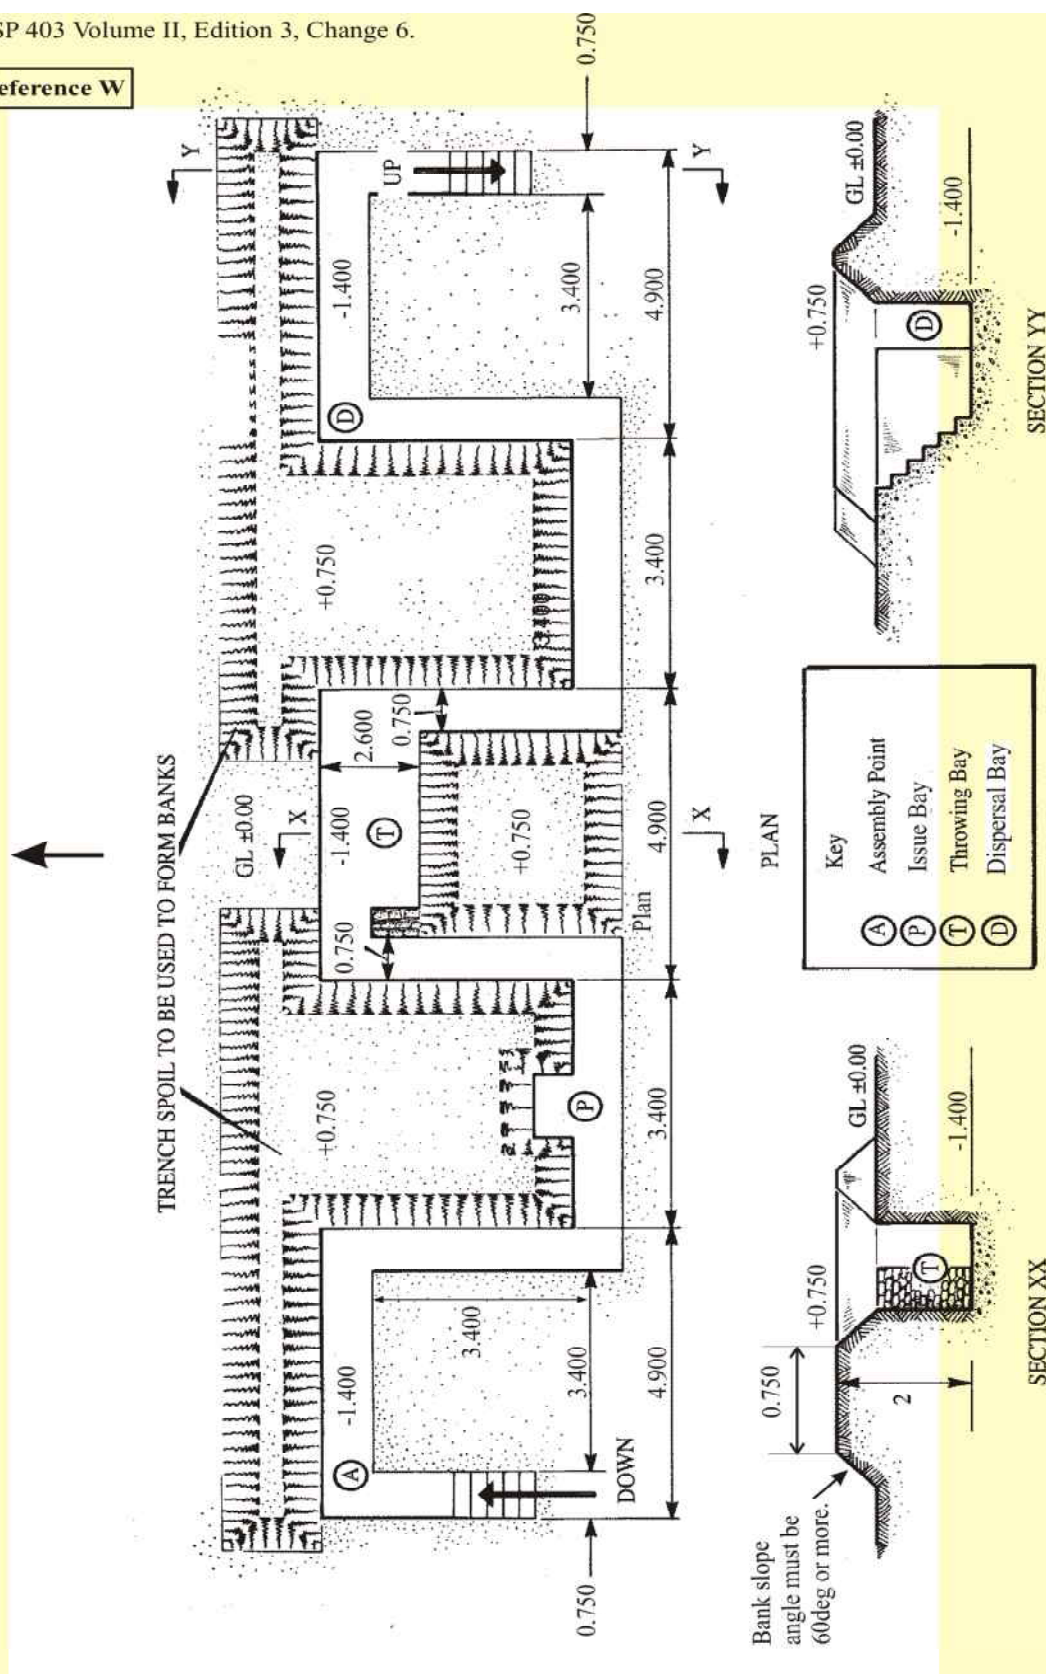 SP 403 Volume II, Edition 3, Change 6.
eference W
TRENCH SPOIL TO BE USED TO FORM BANKS
0.750
Y
UP
Y
-1.400
3.400
4.900
D
+0.750
3.400
3.400
GL ±0.00
X
-1.400
2.600
0.750
T
+0.750
4.900
X
0.750
Plan
PLAN
+0.750
P
3.400
-1.400
A
3.400
3.400
4.900
DOWN
0.750
Key
A Assembly Point
P Issue Bay
T Throwing Bay
D Dispersal Bay
+0.750
GL ±0.00
D
-1.400
SECTION YY
Bank slope
angle must be
60deg or more.
0.750
+0.750
GL ±0.00
2
T
-1.400
SECTION XX